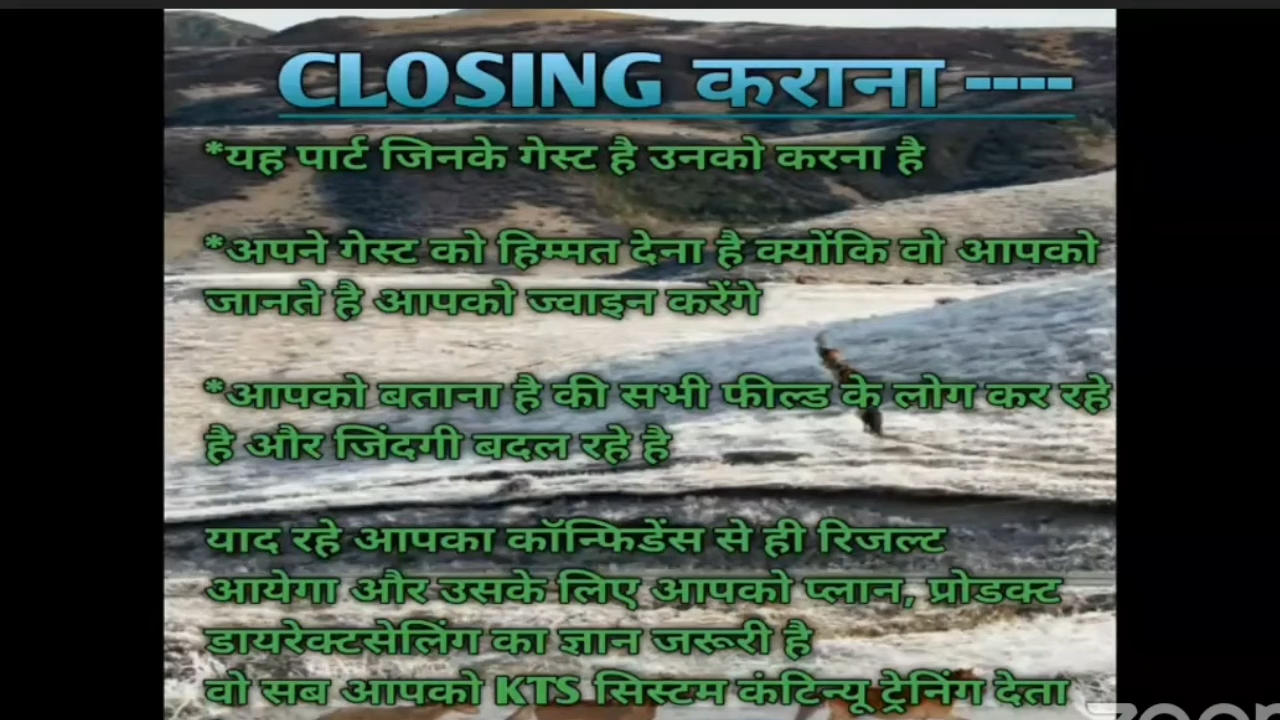 CLOSING कराना ----
*यह पार्ट जिनके गेस्ट है उनको करना है
*अपने गेस्ट को हिम्मत देना है क्योंकि वो आपको
जानते है आपको ज्वाइन करेंगे
*आपको बताना है की सभी फील्ड के लोग कर रहे
है और जिंदगी बदल रहे है
याद रहे आपका कॉन्फिडेंस से ही रिजल्ट
आयेगा और उसके लिए आपको प्लान, प्रोडक्ट
डायरेक्टसेलिंग का ज्ञान जरूरी है
वो सब आपको KTS सिस्टम कंटिन्यू ट्रेनिंग देता
zoom